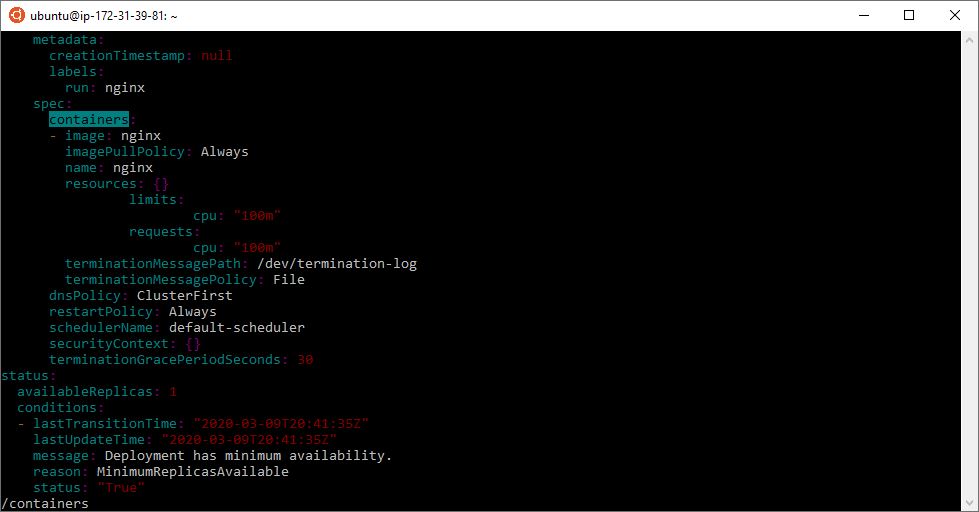 ubuntu@ip-172-31-39-81: ~
    metadata:
      creationTimestamp: null
      labels:
        run: nginx
    spec:
      containers:
      - image: nginx
        imagePullPolicy: Always
        name: nginx
        resources: {}
                limits:
                        cpu: "100m"
                requests:
                        cpu: "100m"
        terminationMessagePath: /dev/termination-log
        terminationMessagePolicy: File
      dnsPolicy: ClusterFirst
      restartPolicy: Always
      schedulerName: default-scheduler
      securityContext: {}
      terminationGracePeriodSeconds: 30
status:
  availableReplicas: 1
  conditions:
  - lastTransitionTime: "2020-03-09T20:41:35Z"
    lastUpdateTime: "2020-03-09T20:41:35Z"
    message: Deployment has minimum availability.
    reason: MinimumReplicasAvailable
    status: "True"
/containers